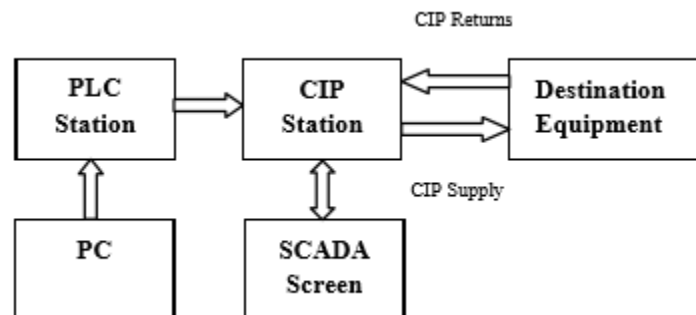 CIP Returns
PLC
Station
CIP
Station
Destination
Equipment
CIP Supply
PC
SCADA
Screen